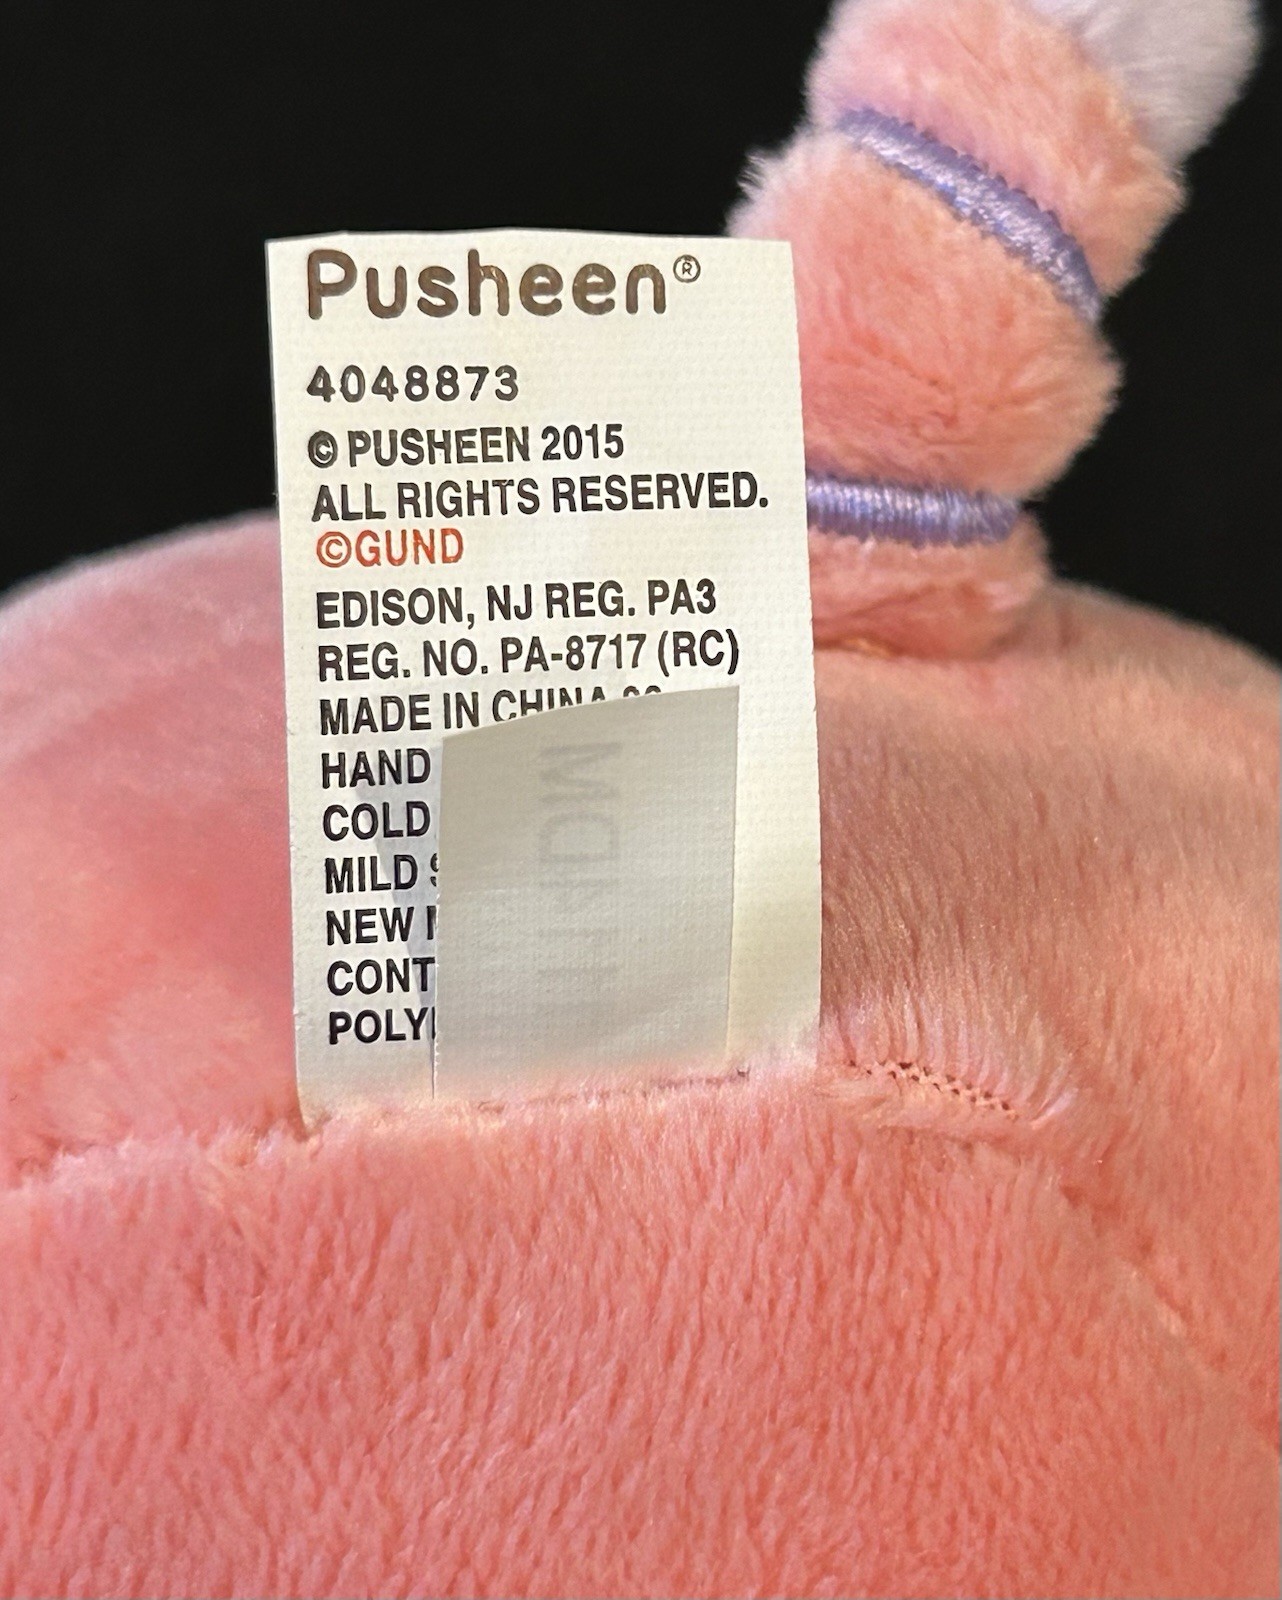 Pusheen®
4048873
© PUSHEEN 2015
ALL RIGHTS RESERVED.
©GUND
EDISON, NJ REG. PA3
REG. NO. PA-8717 (RC)
MADE IN CHINA
HAND
COLD
MILD
NEW